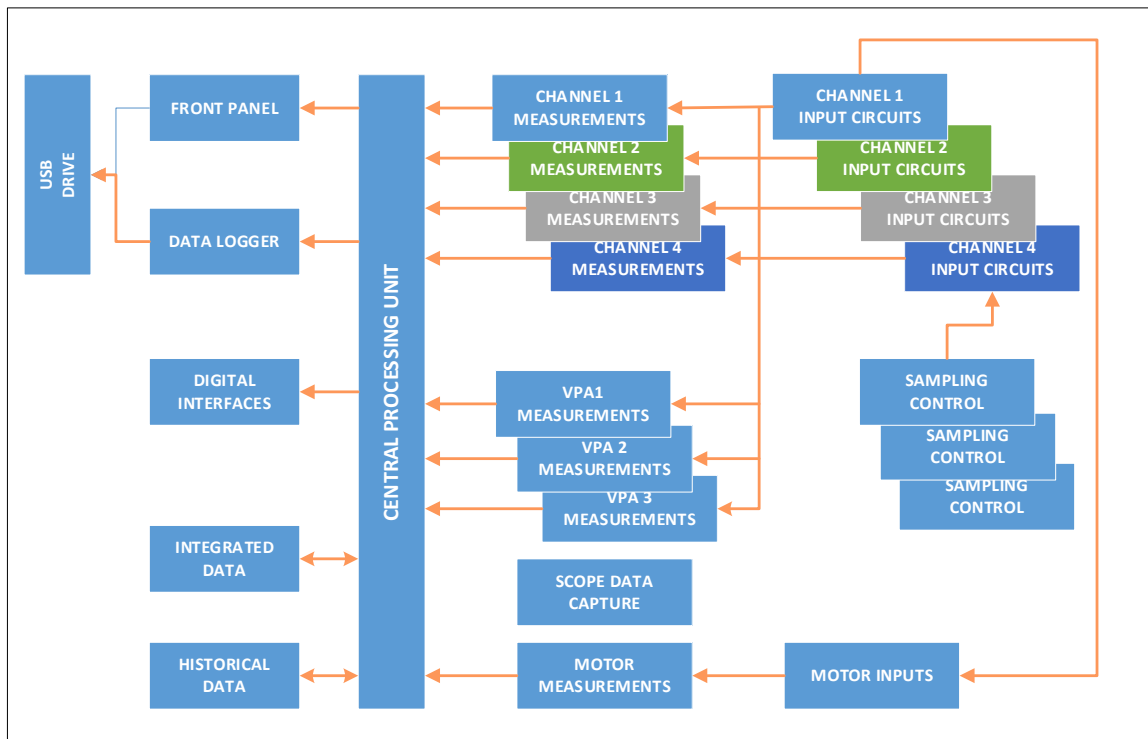 USB
DRIVE
FRONT PANEL
DATA LOGGER
DIGITAL
INTERFACES
INTEGRATED
DATA
HISTORICAL
DATA
CENTRAL PROCESSING UNIT
CHANNEL 1
MEASUREMENTS
CHANNEL 2
MEASUREMENTS
CHANNEL 3
MEASUREMENTS
CHANNEL 4
MEASUREMENTS
VPA1
MEASUREMENTS
VPA 2
MEASUREMENTS
VPA 3
MEASUREMENTS
SCOPE DATA
CAPTURE
MOTOR
MEASUREMENTS
CHANNEL 1
INPUT CIRCUITS
CHANNEL 2
INPUT CIRCUITS
CHANNEL 3
INPUT CIRCUITS
CHANNEL 4
INPUT CIRCUITS
SAMPLING
CONTROL
SAMPLING
CONTROL
SAMPLING
CONTROL
MOTOR INPUTS